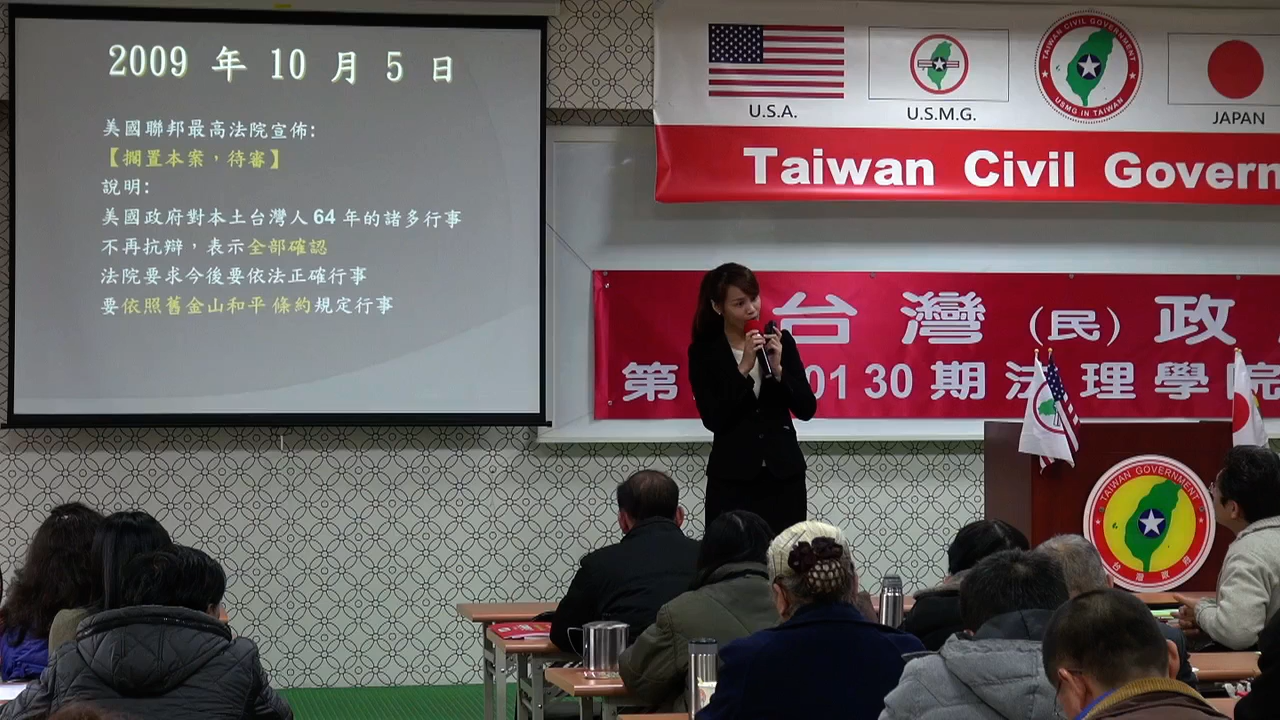 2009 年 10 月 5 日
美國聯邦最高法院宣佈:
【擱置本案，待審】
說明:
美國政府對本土台灣人 64 年的諸多行事
不再抗辯，表示全部確認
法院要求今後要依法正確行事
要依照舊金山和平條約規定行事
U.S.A.
U.S.M.G.
TAIWAN CIVIL GOVERNMENT
USMG IN TAIWAN
JAPAN
Taiwan Civil Govern
台灣（民）政
第 01 30 期法理學院
TAIWAN GOVERNMENT
台灣政府